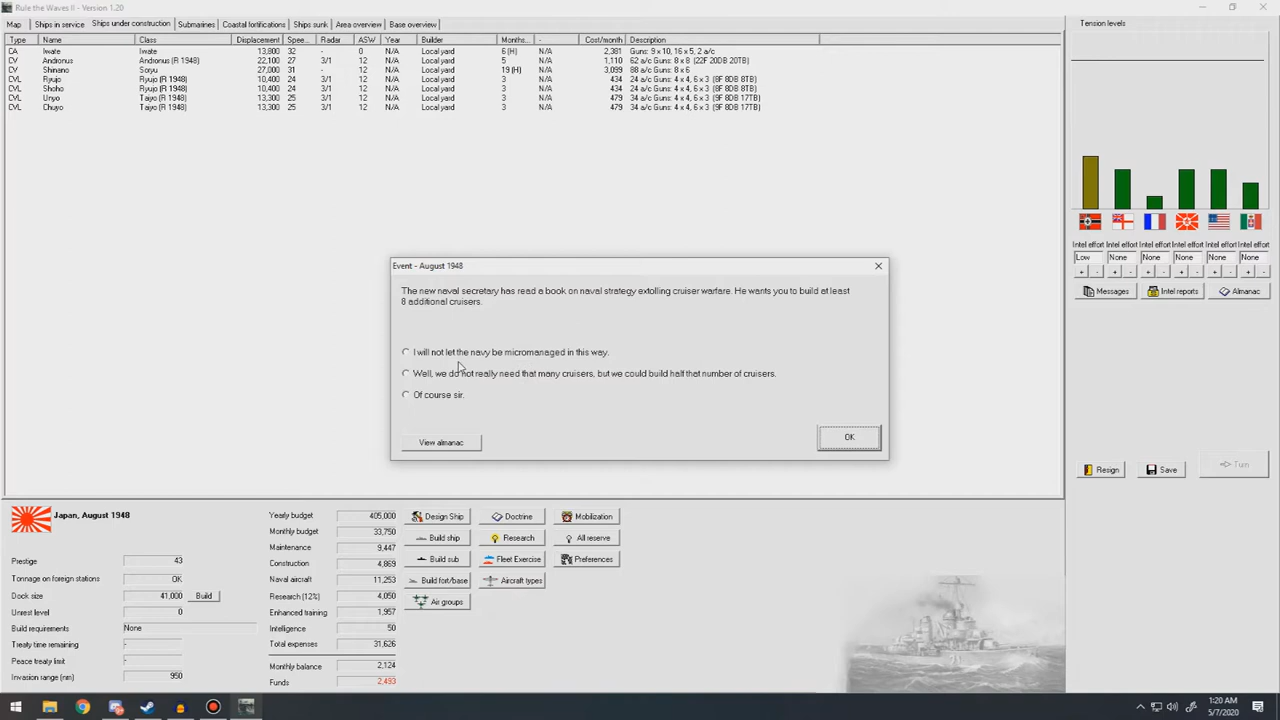 Rule the Waves II - Version 1.20
Map Ships in service Ships under construction Submarines Coastal fortifications Ships sunk Area overview Base overview
Type Name Class Displacement Spee... Radar ASW Year Builder Months... - Cost/month Description
CA Iwate Iwate 13,800 32 - 0 N/A Local yard 6 (H) N/A 2,381 Guns: 9 x 10, 16 x 5, 2 a/c
CV Andronus Andronus (R 1948) 22,100 27 3/1 12 N/A Local yard 5 N/A 1,110 62 a/c Guns: 8 x 8 (22F 20DB 20TB)
CV Shinano Soryu 27,000 31 - 12 N/A Local yard 19 (H) N/A 3,099 88 a/c Guns: 8 x 6
CVL Ryujo Ryujo (R 1948) 10,400 24 3/1 12 N/A Local yard 3 N/A 434 24 a/c Guns: 4 x 4, 6 x 3 (8F 8DB 8TB)
CVL Shoho Ryujo (R 1948) 10,400 24 3/1 12 N/A Local yard 3 N/A 434 24 a/c Guns: 4 x 4, 6 x 3 (8F 8DB 8TB)
CVL Unyo Taiyo (R 1948) 13,300 25 3/1 12 N/A Local yard 3 N/A 479 34 a/c Guns: 4 x 4, 6 x 3 (9F 8DB 17TB)
CVL Chuyo Taiyo (R 1948) 13,300 25 3/1 12 N/A Local yard 3 N/A 479 34 a/c Guns: 4 x 4, 6 x 3 (9F 8DB 17TB)
Tension levels
Intel effort Intel effort Intel effort Intel effort Intel effort Intel effort
Low None None None None None
+ - + - + - + - + - + -
Messages Intel reports Almanac
Event - August 1948
The new naval secretary has read a book on naval strategy extolling cruiser warfare. He wants you to build at least
8 additional cruisers.
I will not let the navy be micromanaged in this way.
Well, we do not really need that many cruisers, but we could build half that number of cruisers.
Of course sir.
View almanac OK
Resign Save Turn
Japan, August 1948
Prestige 43
Tonnage on foreign stations OK
Dock size 41,000 Build
Unrest level 0
Build requirements None
Treaty time remaining -
Peace treaty limit -
Invasion range (nm) 950
Yearly budget 405,000
Monthly budget 33,750
Maintenance 9,447
Construction 4,869
Naval aircraft 11,253
Research (12%) 4,050
Enhanced training 1,957
Intelligence 50
Total expenses 31,626
Monthly balance 2,124
Funds 2,493
Design Ship Doctrine Mobilization
Build ship Research All reserve
Build sub Fleet Exercise Preferences
Build fort/base Aircraft types
Air groups
1:20 AM
5/7/2020